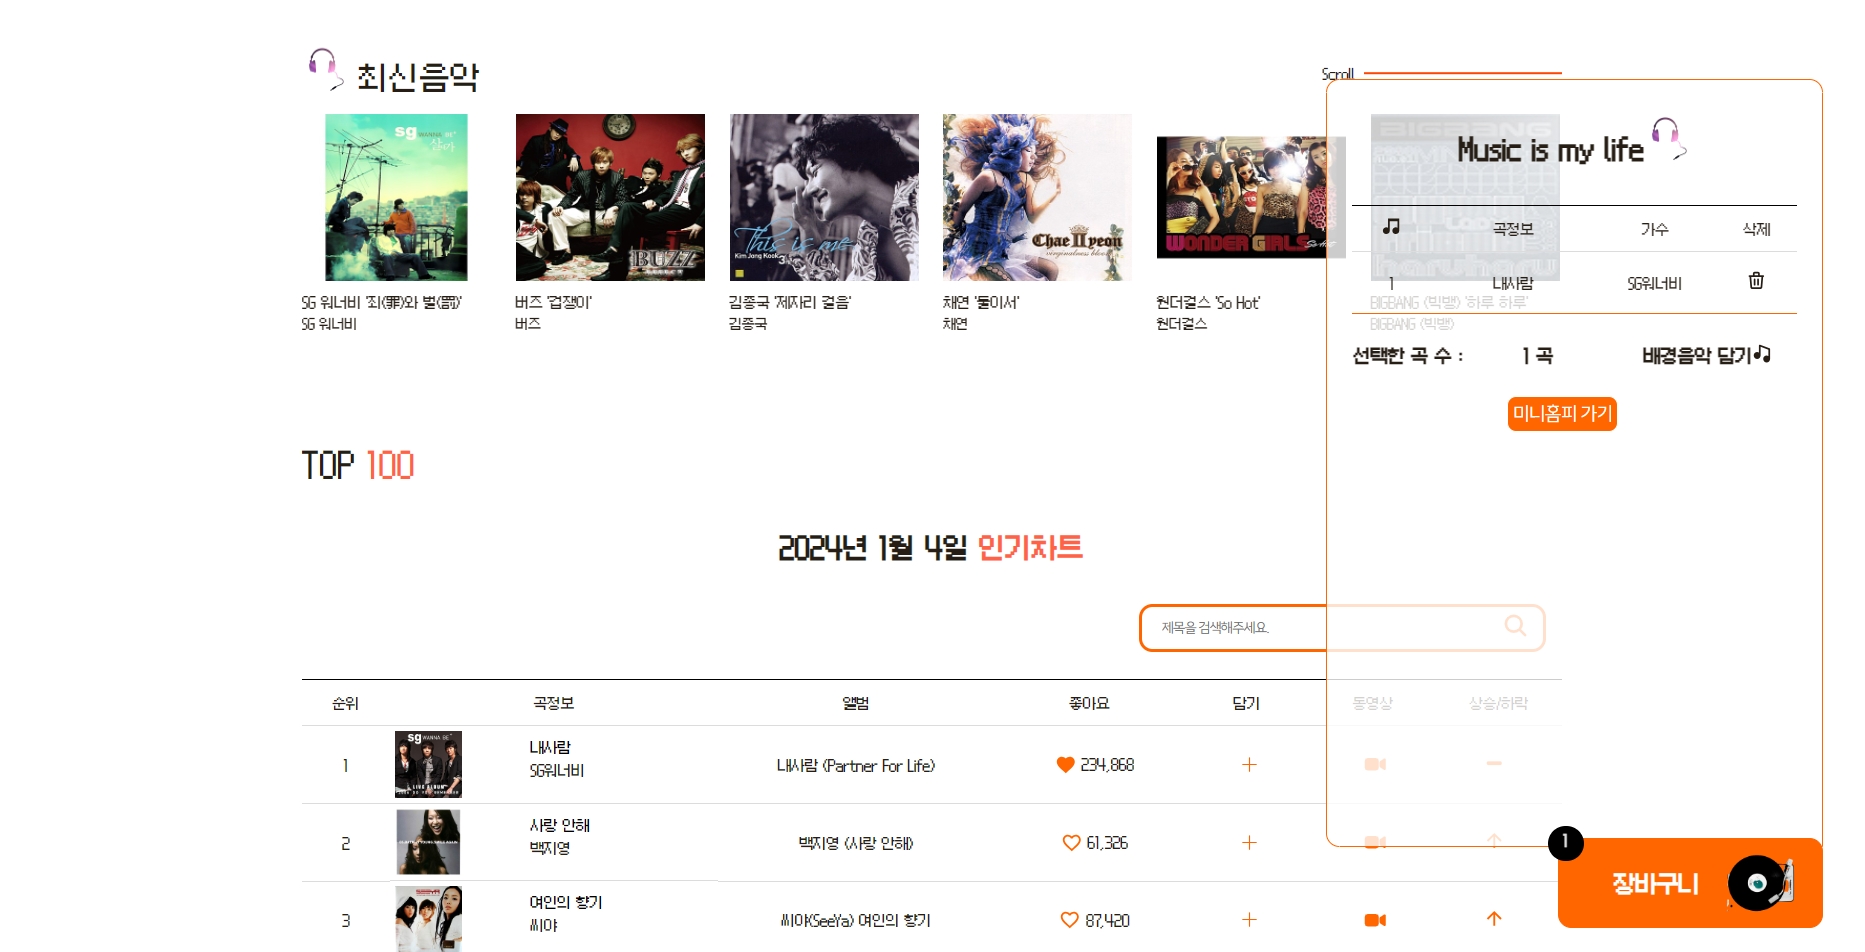 최신음악
Scroll
sg WANNA BE+
살다가
BUZZ
This is me
Kim Jong Kook 3
Chae II yeon
virginalness bloom
WONDER GIRLS So Hot
BIGBANG
haruharu
SG 워너비 '죄(罪)와 벌(罰)'
SG 워너비
버즈 '겁쟁이'
버즈
김종국 '제자리 걸음'
김종국
채연 '둘이서'
채연
원더걸스 'So Hot'
원더걸스
BIGBANG (빅뱅) '하루 하루'
BIGBANG (빅뱅)
Music is my life
곡정보 가수 삭제
1 내사람 SG워너비
선택한 곡 수 : 1 곡 배경음악 담기
미니홈피 가기
TOP 100
2024년 1월 4일 인기차트
제목을 검색해주세요.
순위 곡정보 앨범 좋아요 담기 동영상 상승/하락
sg WANNA BE+
1 내사람 내사람 (Partner For Life) 234,868
SG워너비
2 사랑 안해 백지영 (사랑 안해) 61,326
백지영
3 여인의 향기 씨야(SeeYa) 여인의 향기 87,420
씨야
1
장바구니